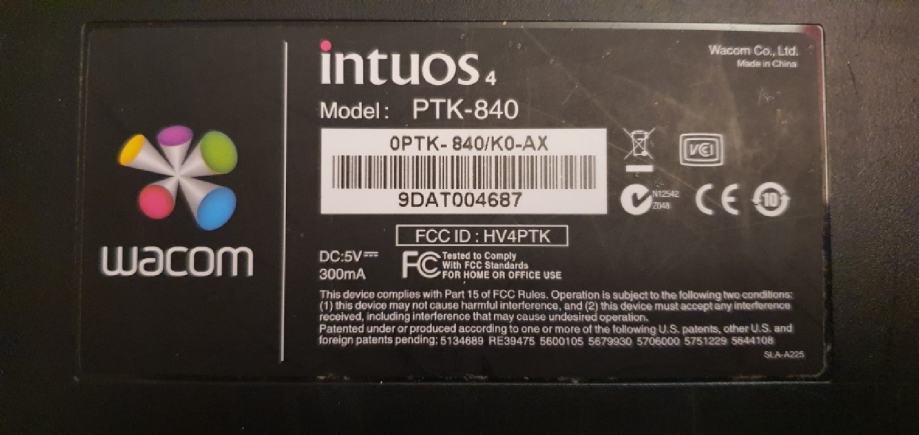 wacom
intuos4
Wacom Co., Ltd.
Made in China
Model: PTK-840
0PTK- 840/K0-AX
9DAT004687
VCI
N12542
Z048
CE
10
FCC ID : HV4PTK
DC:5V
300mA
FC Tested to Comply
With FCC Standards
FOR HOME OR OFFICE USE
This device complies with Part 15 of FCC Rules. Operation is subject to the following two conditions:
(1) this device may not cause harmful interference, and (2) this device must accept any interference
received, including interference that may cause undesired operation.
Patented under or produced according to one or more of the following U.S. patents, other U.S. and
foreign patents pending; 5134689 RE39475 5600105 5679930 5706000 5751229 5644108
SLA-A225